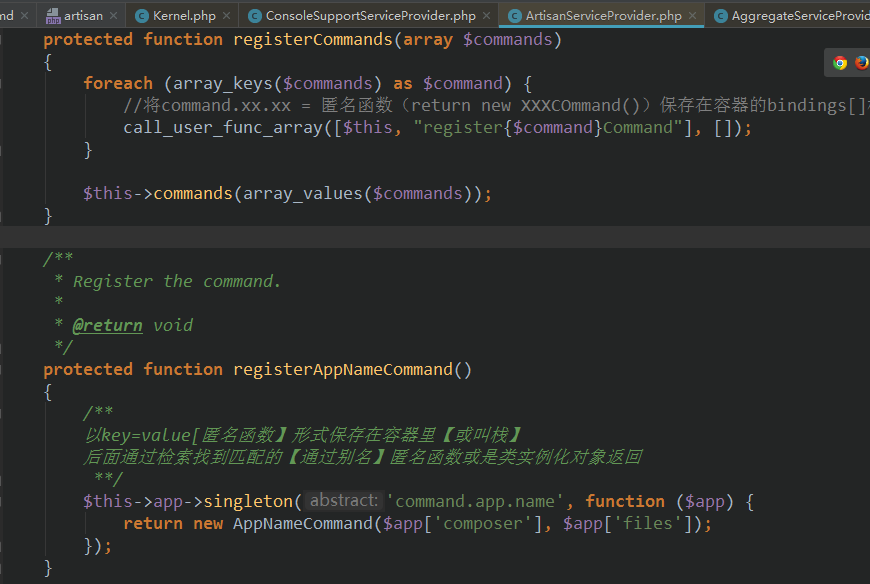 md × artisan × Kernel.php × ConsoleSupportServiceProvider.php × ArtisanServiceProvider.php × AggregateServiceProvid
protected function registerCommands(array $commands)
{
foreach (array_keys($commands) as $command) {
//将command.xx.xx = 匿名函数（return new XXXCOmmand()）保存在容器的bindings[]
call_user_func_array([$this, "register{$command}Command"], []);
}
$this->commands(array_values($commands));
}
/**
* Register the command.
*
* @return void
*/
protected function registerAppNameCommand()
{
/**
以key=value[匿名函数】形式保存在容器里【或叫栈】
后面通过检索找到匹配的【通过别名】匿名函数或是类实例化对象返回
**/
$this->app->singleton( abstract: 'command.app.name', function ($app) {
return new AppNameCommand($app['composer'], $app['files']);
});
}